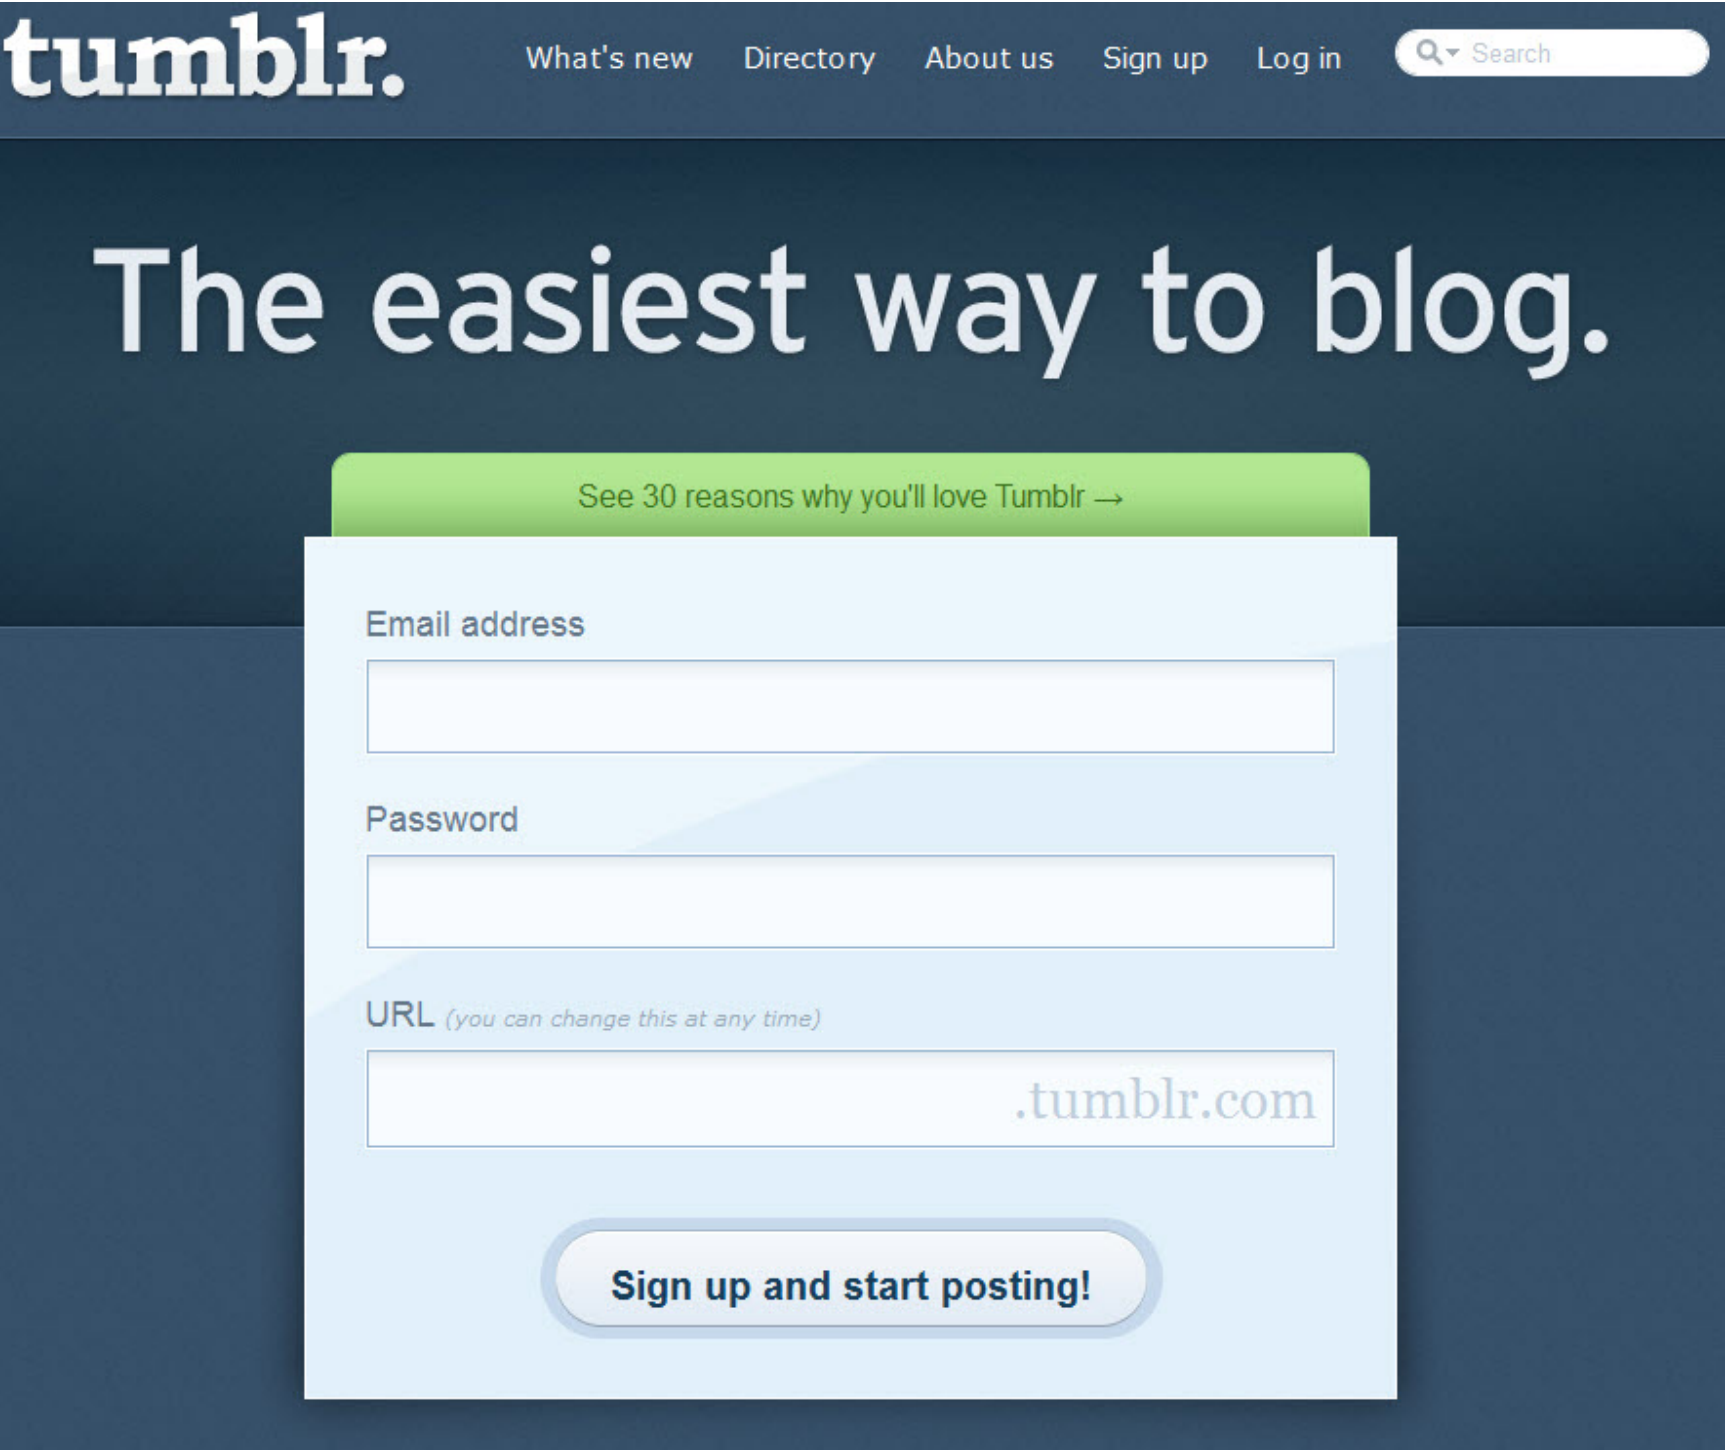 tumblr.
What's new Directory About us Sign up Log in Search
The easiest way to blog.
See 30 reasons why you'll love Tumblr →
Email address
Password
URL (you can change this at any time)
.tumblr.com
Sign up and start posting!